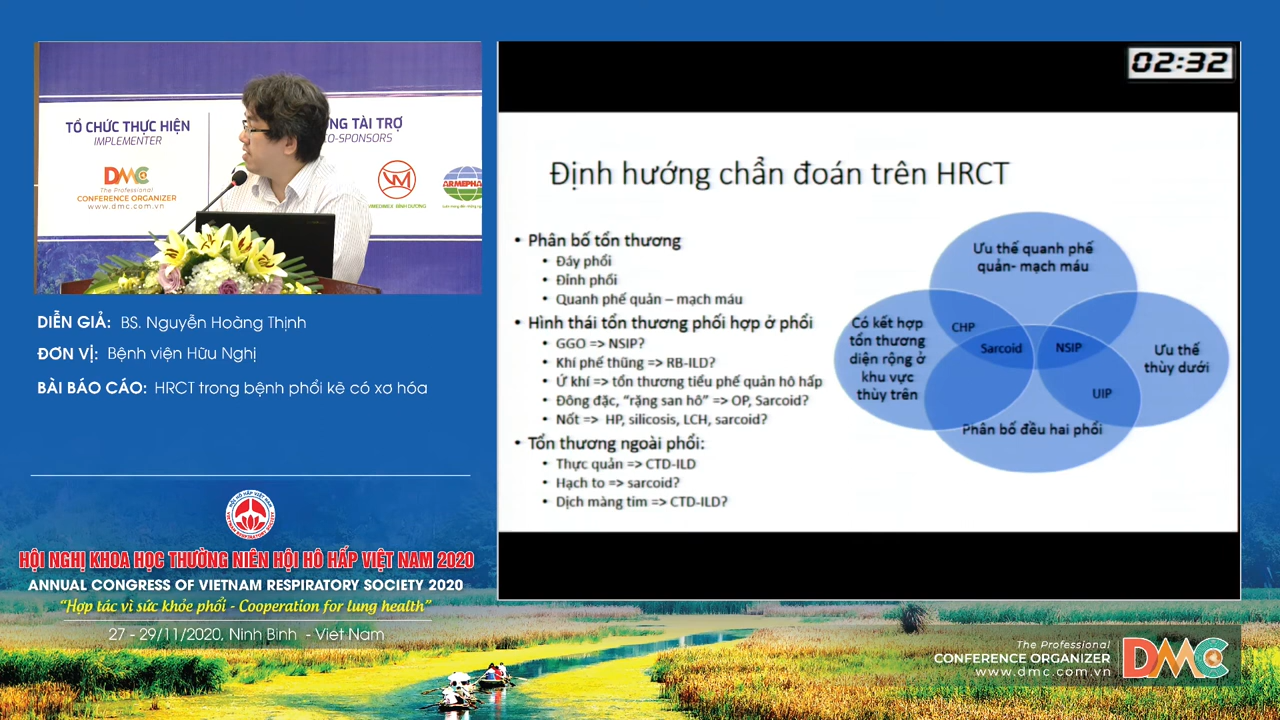 02:32
TỔ CHỨC THỰC HIỆN
IMPLEMENTER
DMC
The Professional
CONFERENCE ORGANIZER
www.dmc.com.vn
NG TÀI TRỢ
O-SPONSORS
ARMEPHA
DIỄN GIẢ: BS. Nguyễn Hoàng Thịnh
ĐƠN VỊ: Bệnh viện Hữu Nghị
BÀI BÁO CÁO: HRCT trong bệnh phổi kẽ có xơ hóa
HỘI NGHỊ KHOA HỌC THƯỜNG NIÊN HỘI HÔ HẤP VIỆT NAM 2020
ANNUAL CONGRESS OF VIETNAM RESPIRATORY SOCIETY 2020
“Hợp tác vì sức khỏe phổi - Cooperation for lung health”
27 - 29/11/2020, Ninh Bình - Việt Nam
Định hướng chẩn đoán trên HRCT
• Phân bố tổn thương
• Đáy phổi
• Đỉnh phổi
• Quanh phế quản – mạch máu
• Hình thái tổn thương phối hợp ở phổi
• GGO => NSIP?
• Khí phế thũng => RB-ILD?
• Ứ khí => tổn thương tiểu phế quản hô hấp
• Đông đặc, “rặng san hô” => OP, Sarcoid?
• Nốt => HP, silicosis, LCH, sarcoid?
• Tổn thương ngoài phổi:
• Thực quản => CTD-ILD
• Hạch to => sarcoid?
• Dịch màng tim => CTD-ILD?
Ưu thế quanh phế
quản- mạch máu
Có kết hợp
tổn thương
diện rộng ở
khu vực
thùy trên
CHP
Sarcoid
NSIP
UIP
Ưu thế
thùy dưới
Phân bố đều hai phổi
The Professional
CONFERENCE ORGANIZER
www.dmc.com.vn
DMC